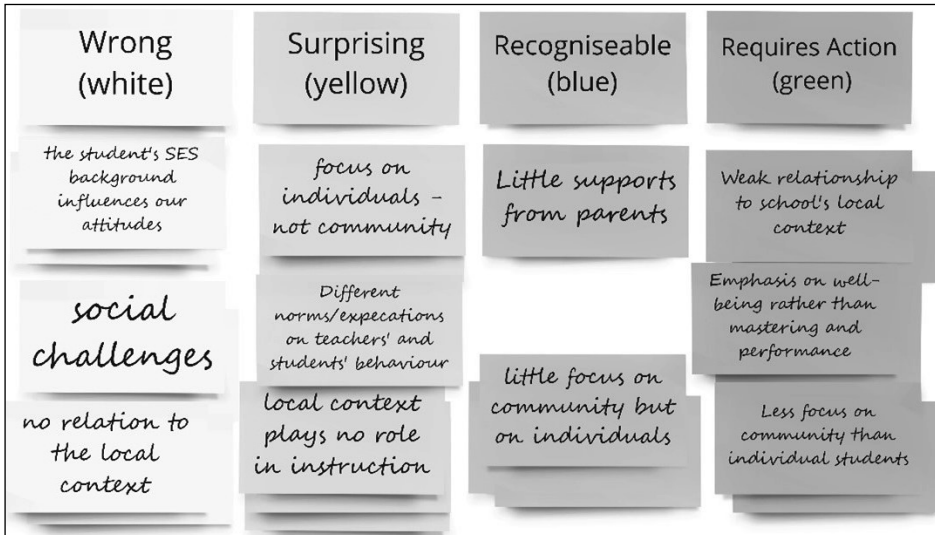 Wrong
(white)
the student's SES
background
influences our
attitudes
social
challenges
no relation to
the local
context
Surprising
(yellow)
focus on
individuals -
not community
Different
norms/expecations
on teachers' and
students' behaviour
local context
plays no role
in instruction
Recogniseable
(blue)
Little supports
from parents
little focus on
community but
on individuals
Requires Action
(green)
Weak relationship
to school's local
context
Emphasis on well-
being rather than
mastering and
performance
Less focus on
community than
individual students